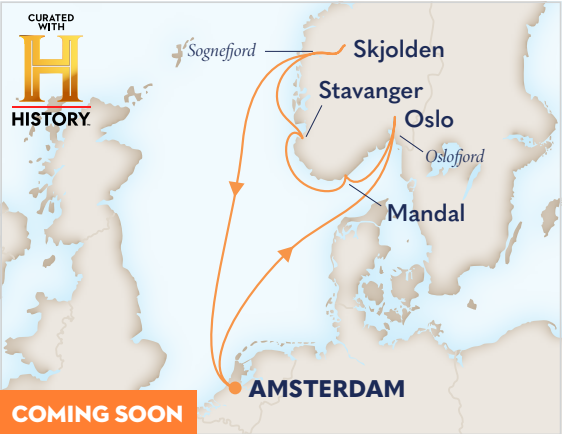 CURATED
WITH
H
HISTORY
Sognefjord
Skjolden
Stavanger
Oslo
Oslofjord
Mandal
AMSTERDAM
COMING SOON